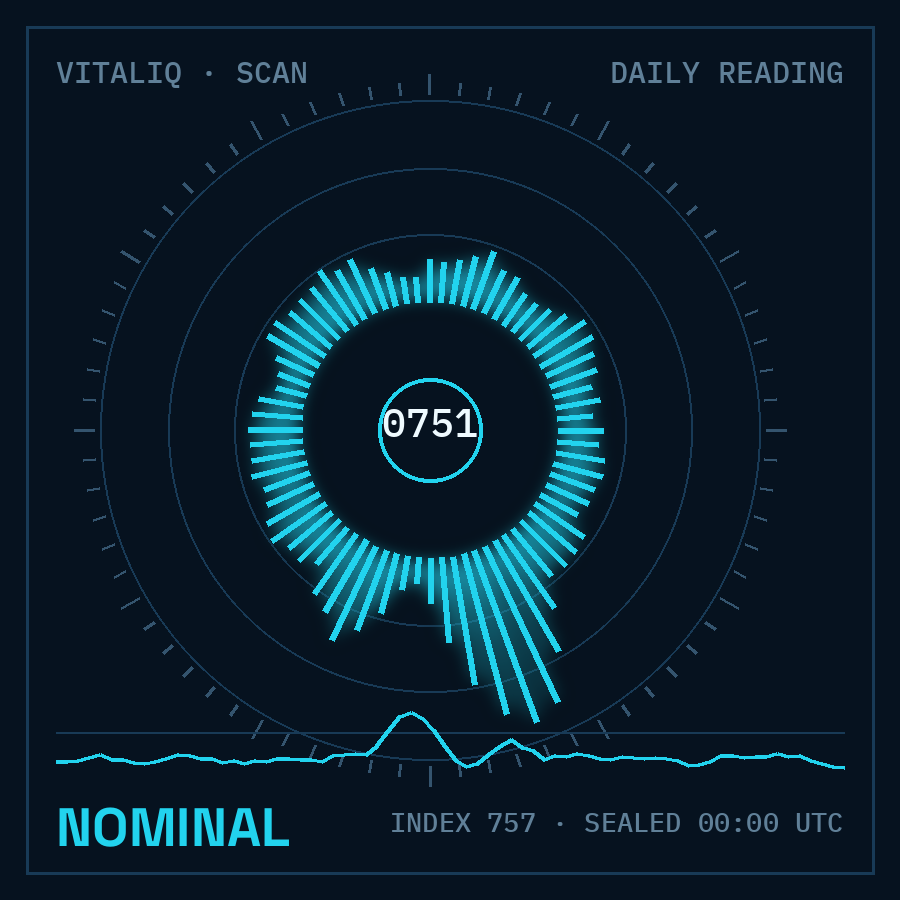 VITALIQ · SCAN
DAILY READING
0751
NOMINAL
INDEX 757 · SEALED 00:00 UTC